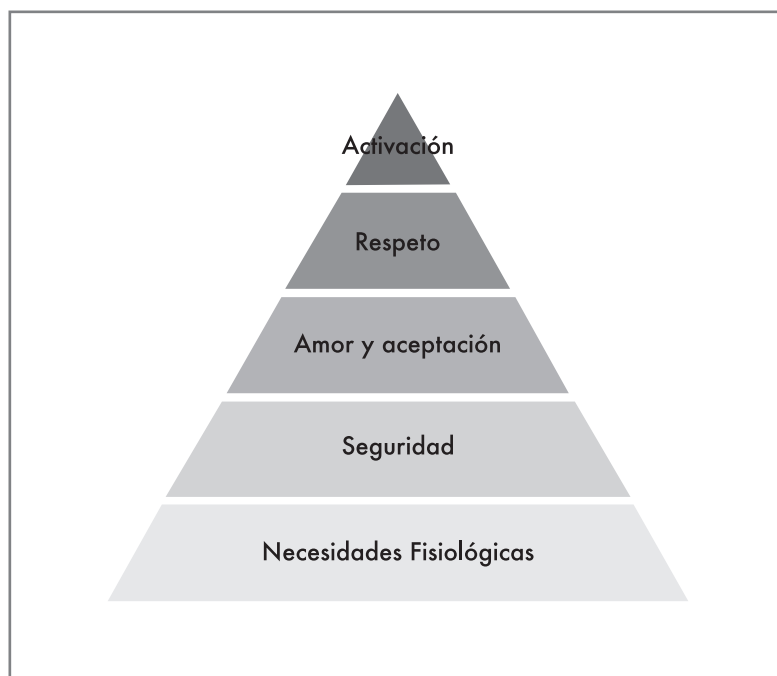 Activación
Respeto
Amor y aceptación
Seguridad
Necesidades Fisiológicas